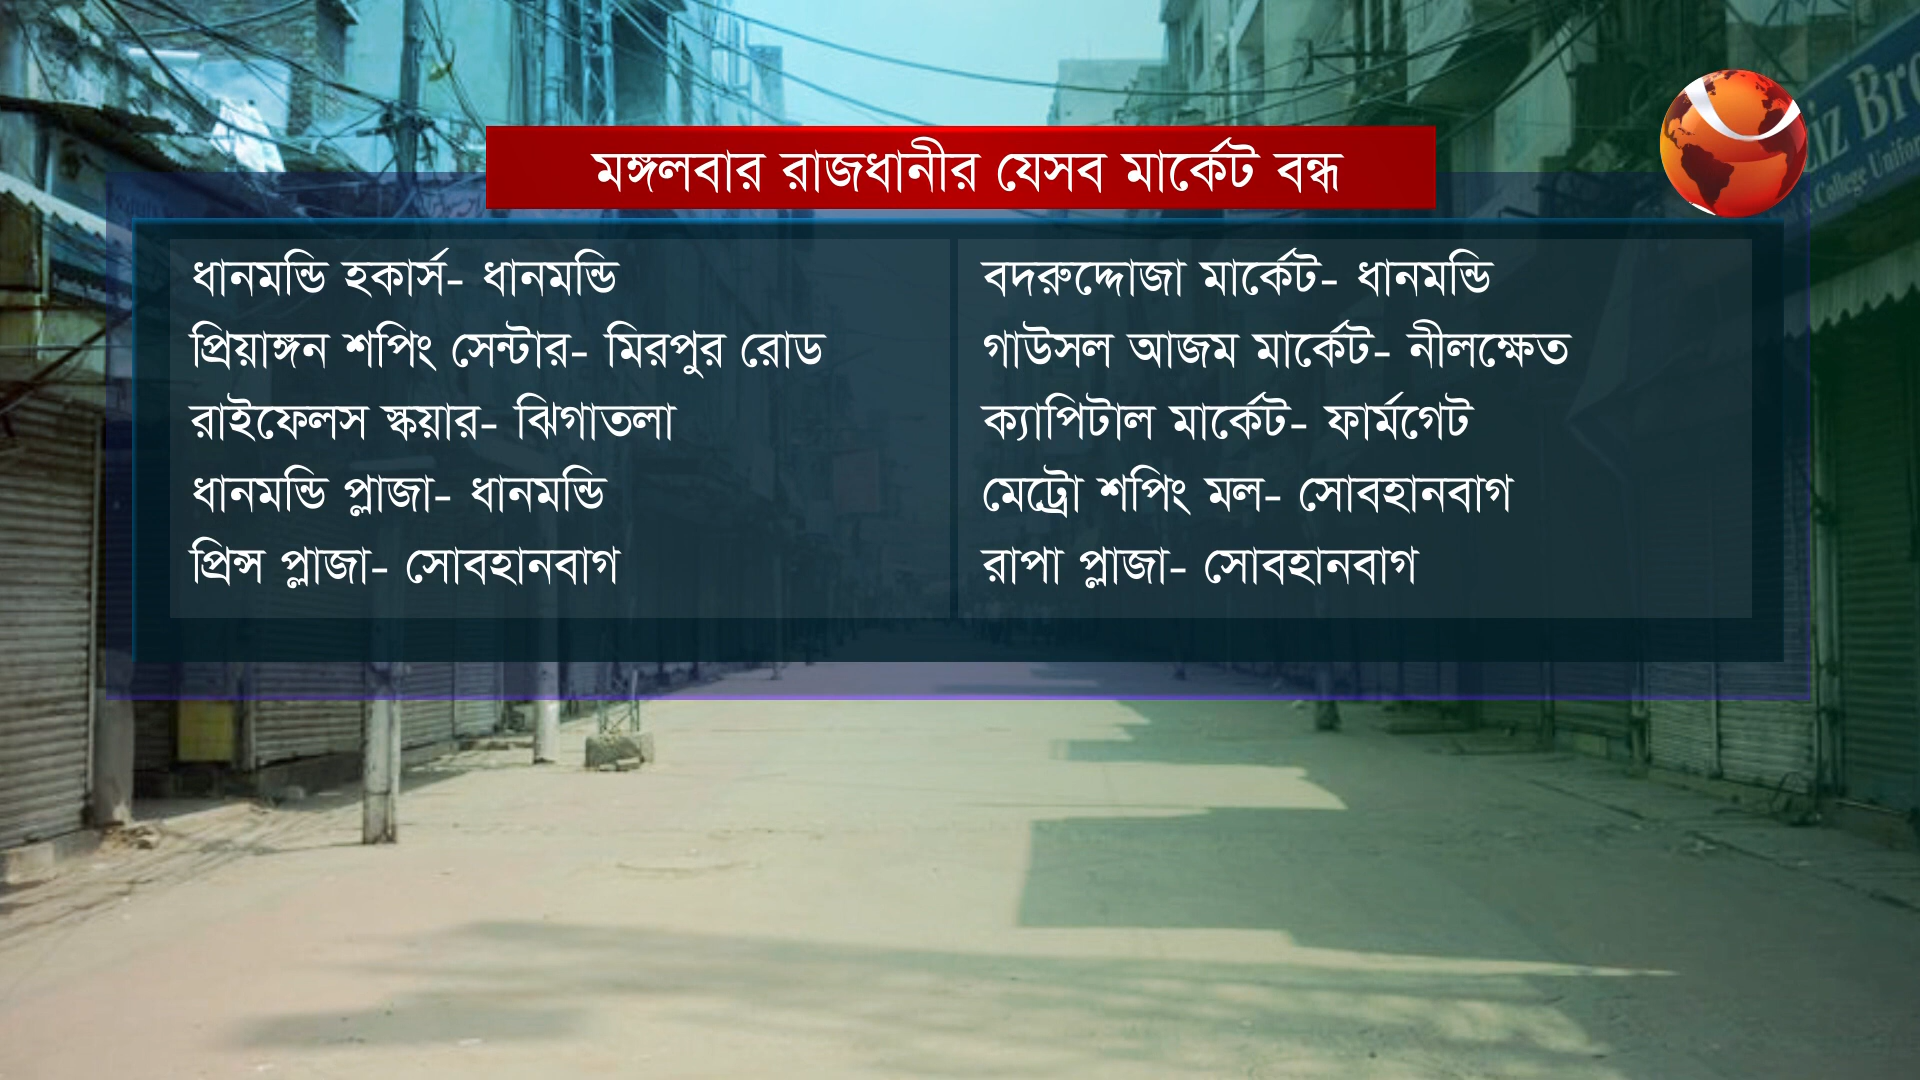 মঙ্গলবার রাজধানীর যেসব মার্কেট বন্ধ
ধানমন্ডি হকার্স- ধানমন্ডি
প্রিয়াঙ্গন শপিং সেন্টার- মিরপুর রোড
রাইফেলস স্কয়ার- ঝিগাতলা
ধানমন্ডি প্লাজা- ধানমন্ডি
প্রিন্স প্লাজা- সোবহানবাগ
বদরুদ্দোজা মার্কেট- ধানমন্ডি
গাউসল আজম মার্কেট- নীলক্ষেত
ক্যাপিটাল মার্কেট- ফার্মগেট
মেট্রো শপিং মল- সোবহানবাগ
রাপা প্লাজা- সোবহানবাগ
College